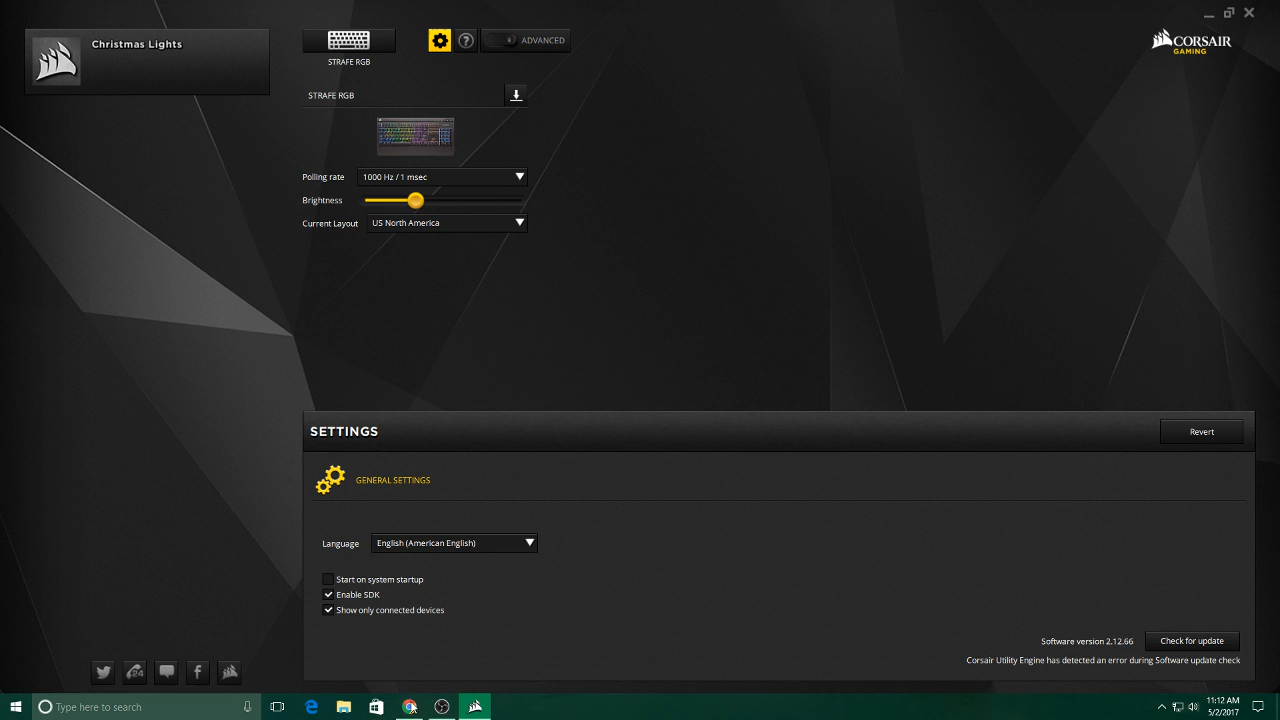 Christmas Lights
ADVANCED
CORSAIR
GAMING
STRAFE RGB
STRAFE RGB
Polling rate 1000 Hz / 1 msec
Brightness
Current Layout US North America
SETTINGS
Revert
GENERAL SETTINGS
Language English (American English)
Start on system startup
Enable SDK
Show only connected devices
Software version 2.12.66 Check for update
Corsair Utility Engine has detected an error during Software update check
24
Type here to search
11:12 AM
5/2/2017